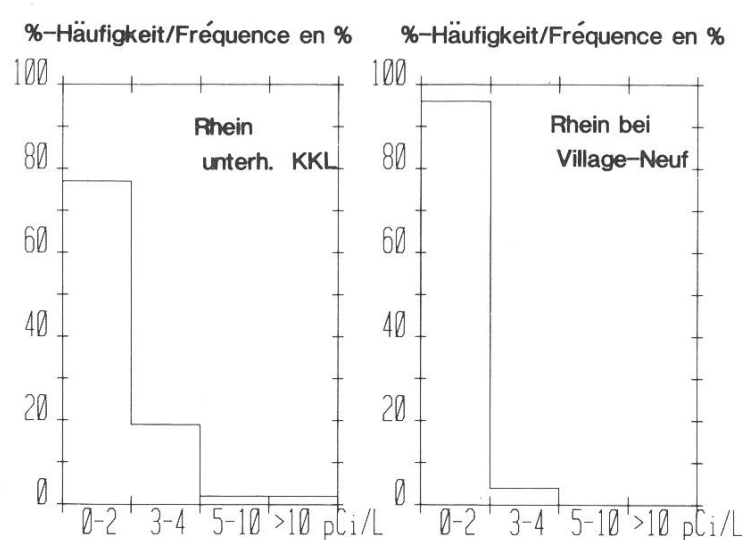 %-Häufigkeit/Fréquence en %
100
Rhein
unterh. KKL
80
60
40
20
0
0-2 3-4 5-10 >10 pCi/L
%-Häufigkeit/Fréquence en %
100
Rhein bei
Village-Neuf
80
60
40
20
0
0-2 3-4 5-10 >10 pCi/L